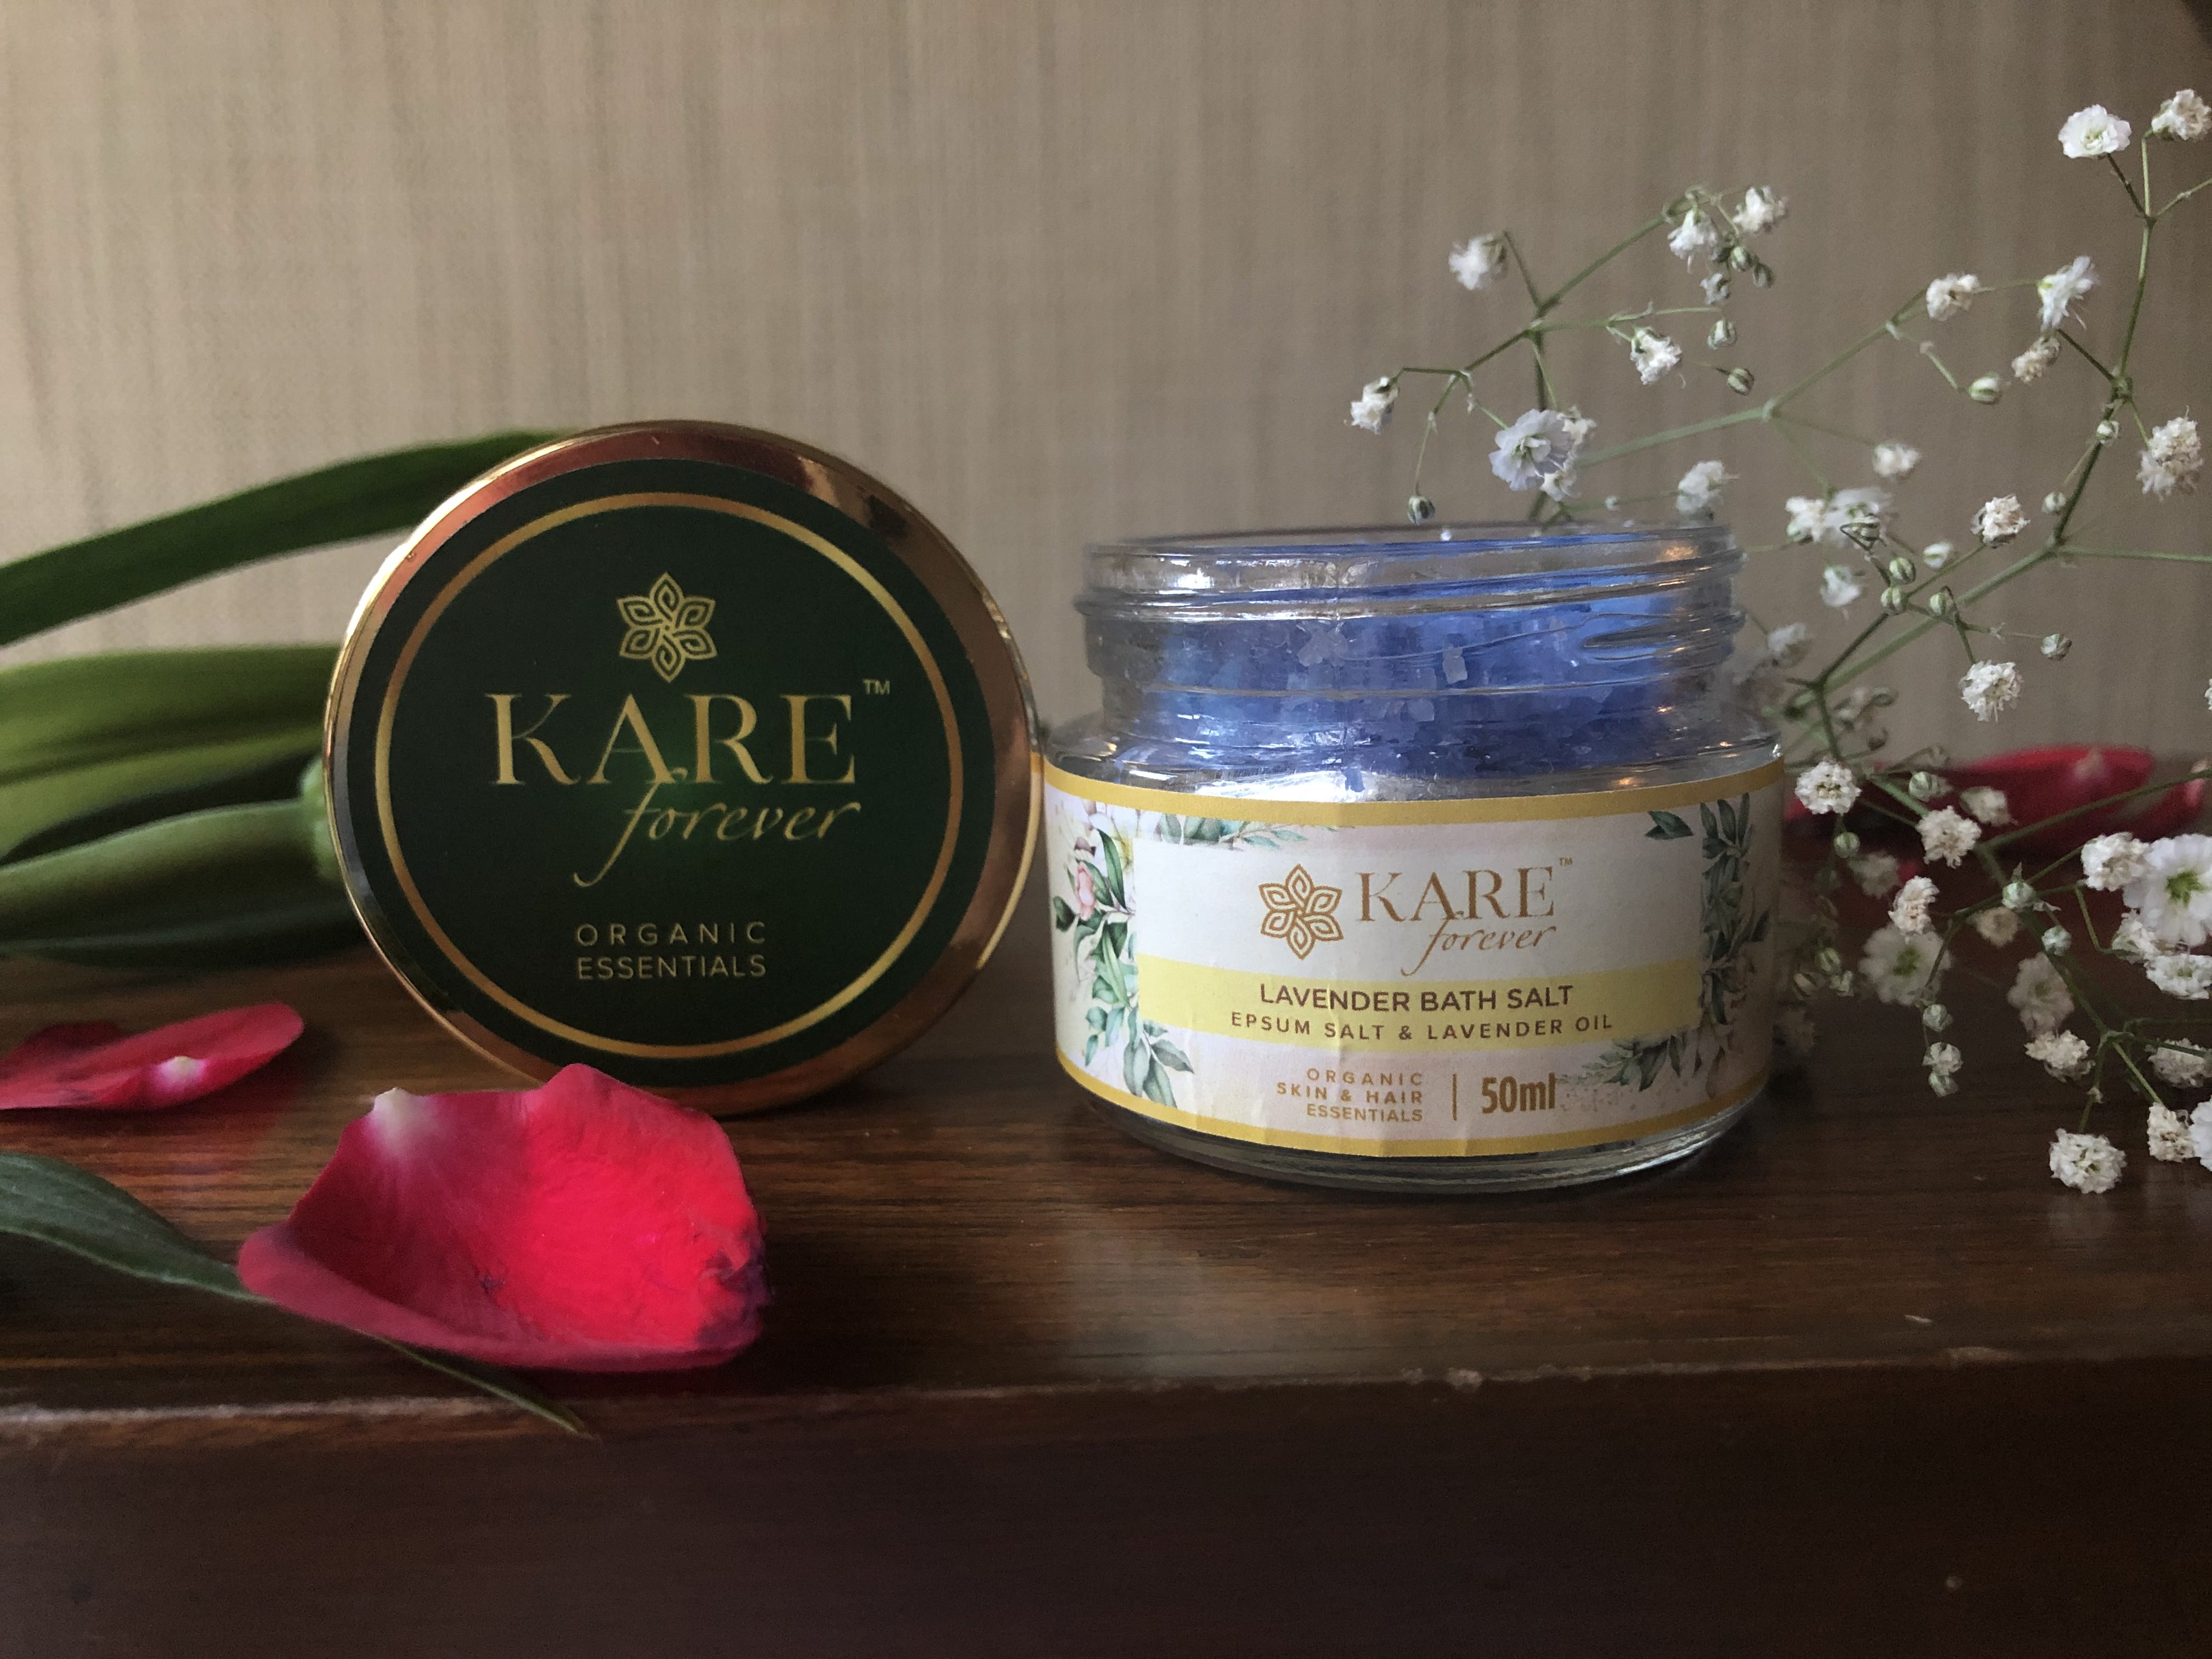 KARE™
forever
ORGANIC
ESSENTIALS
KARE™
forever
LAVENDER BATH SALT
EPSUM SALT & LAVENDER OIL
ORGANIC
SKIN & HAIR
ESSENTIALS
50ml